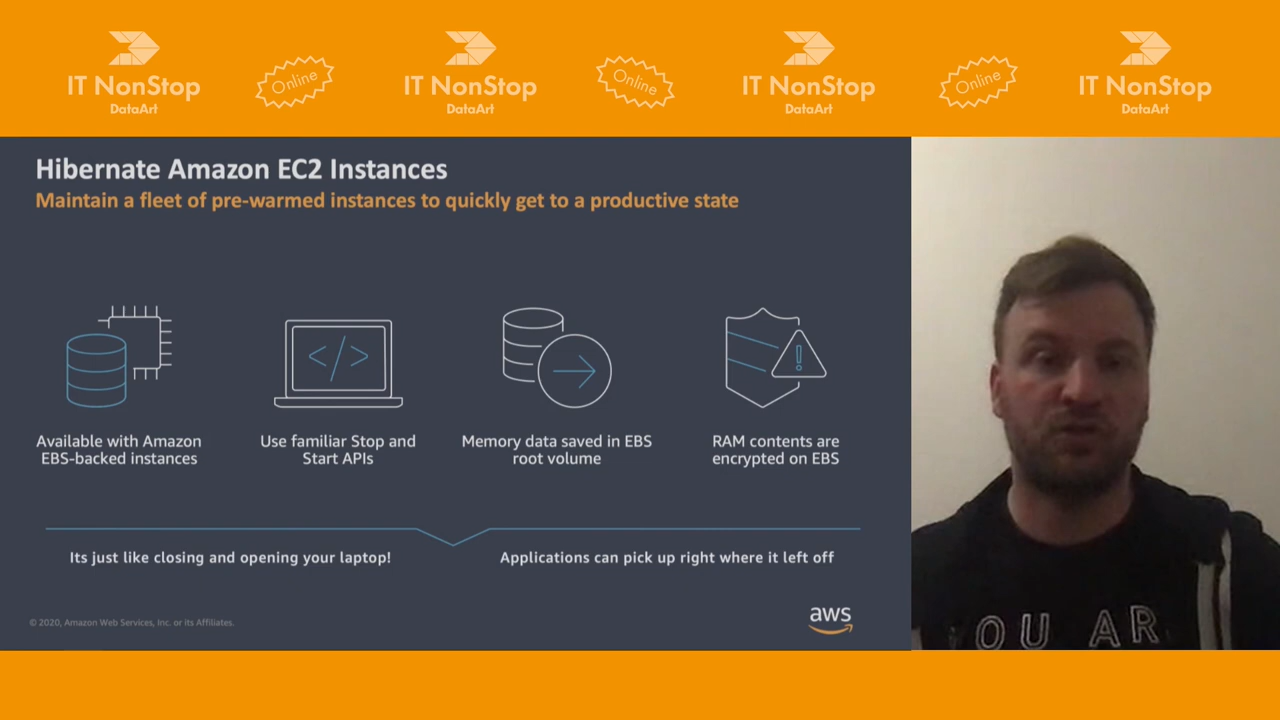 IT NonStop
DataArt
Online
IT NonStop
DataArt
Online
IT NonStop
DataArt
Online
IT NonStop
DataArt
Hibernate Amazon EC2 Instances
Maintain a fleet of pre-warmed instances to quickly get to a productive state
</>
Available with Amazon
EBS-backed instances
Use familiar Stop and
Start APIs
Memory data saved in EBS
root volume
RAM contents are
encrypted on EBS
Its just like closing and opening your laptop!
Applications can pick up right where it left off
© 2020, Amazon Web Services, Inc. or its Affiliates.
aws
YOU AR